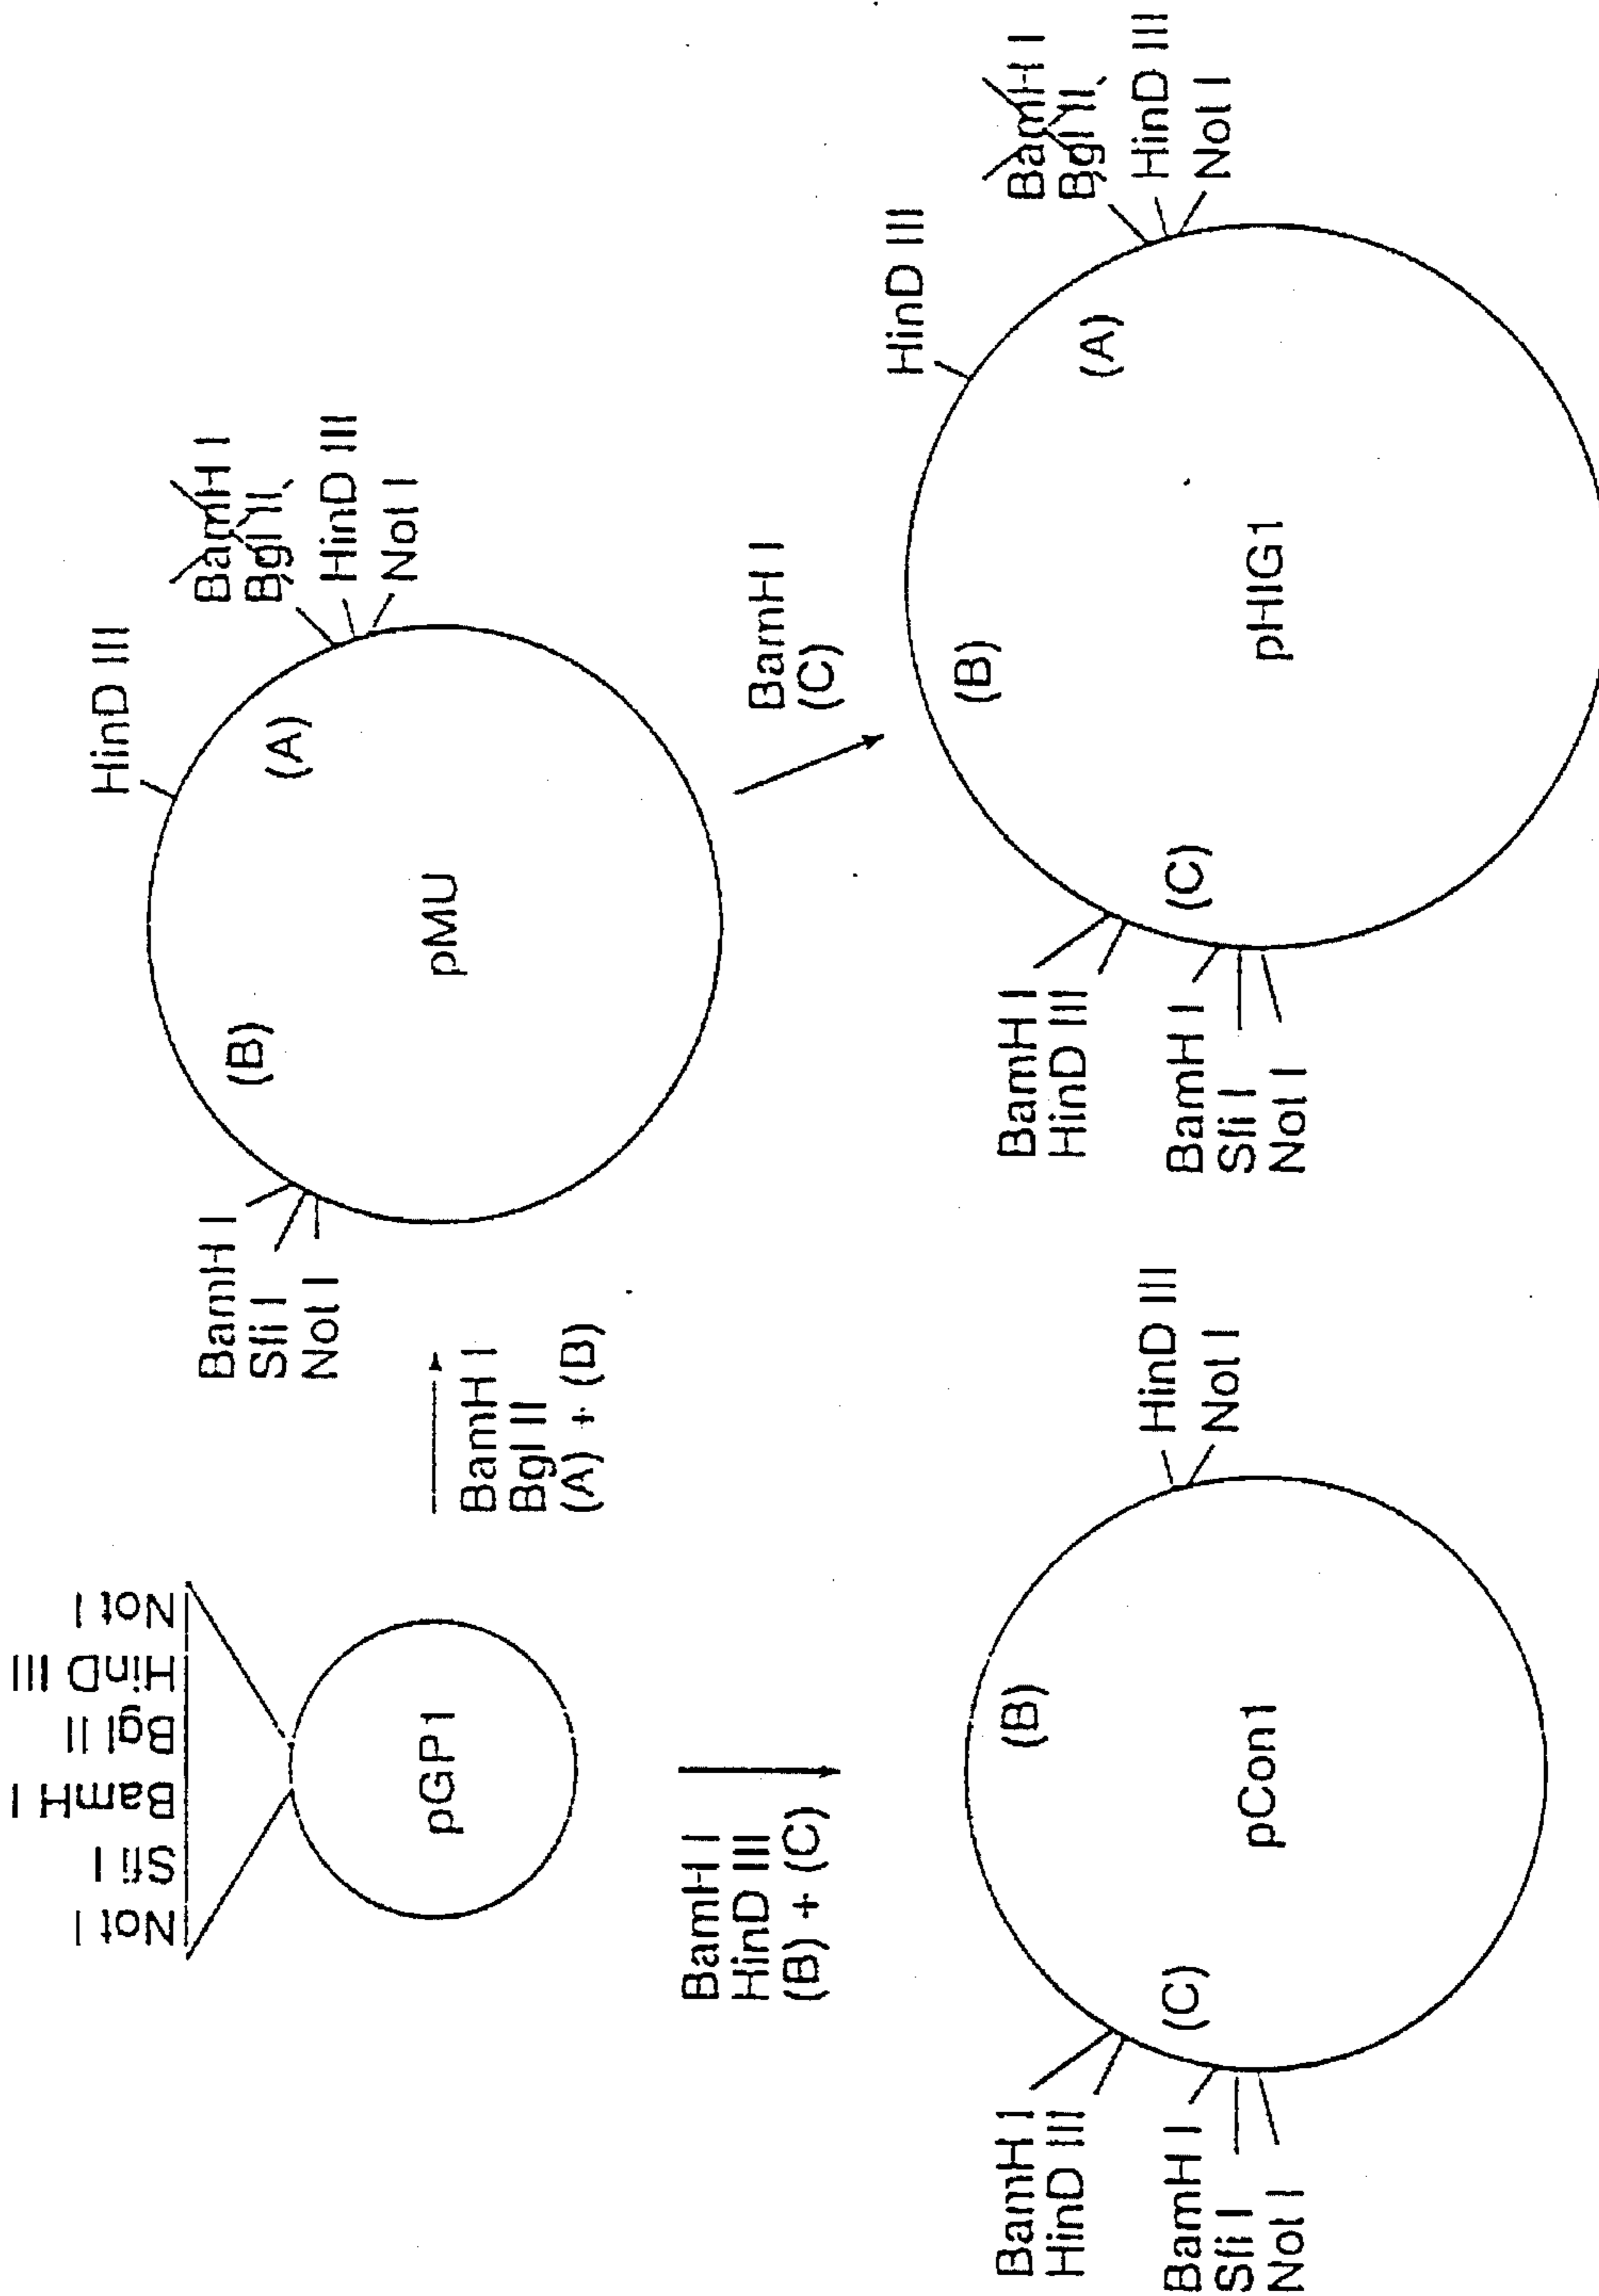 Not I
Sfi I
BamH I
Bgl II
HinD III
Not I
pGP1
BamH I
Bgl II
(A) + (B)
BamH I
Sfi I
Not I
(B)
HinD III
(A)
BamH I
Bgl II
HinD III
Not I
pMU
BamH I
HinD III
(B) + (C)
BamH I
(C)
BamH I
HinD III
BamH I
Sfi I
Not I
(C)
(B)
HinD III
Not I
pCon1
BamH I
HinD III
BamH I
Sfi I
Not I
(C)
(B)
HinD III
(A)
BamH I
Bgl II
HinD III
Not I
pHIG1